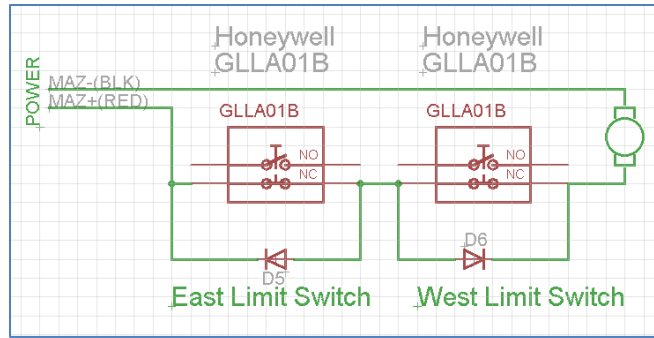 Honeywell
GLLA01B
Honeywell
GLLA01B
POWER
MAZ-(BLK)
MAZ+(RED)
GLLA01B
NO
NC
GLLA01B
NO
NC
D5
D6
East Limit Switch
West Limit Switch